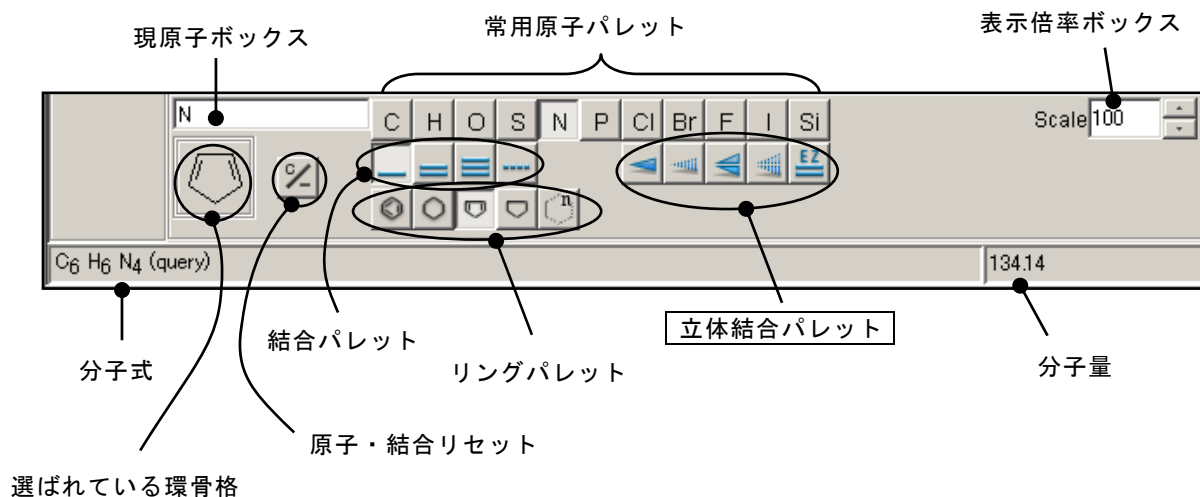 現原子ボックス
常用原子パレット
表示倍率ボックス
N
C H O S N P Cl Br F I Si
Scale 100
C/-
EZ
n
C6 H6 N4 (query)
134.14
結合パレット
リングパレット
立体結合パレット
分子式
分子量
原子・結合リセット
選ばれている環骨格